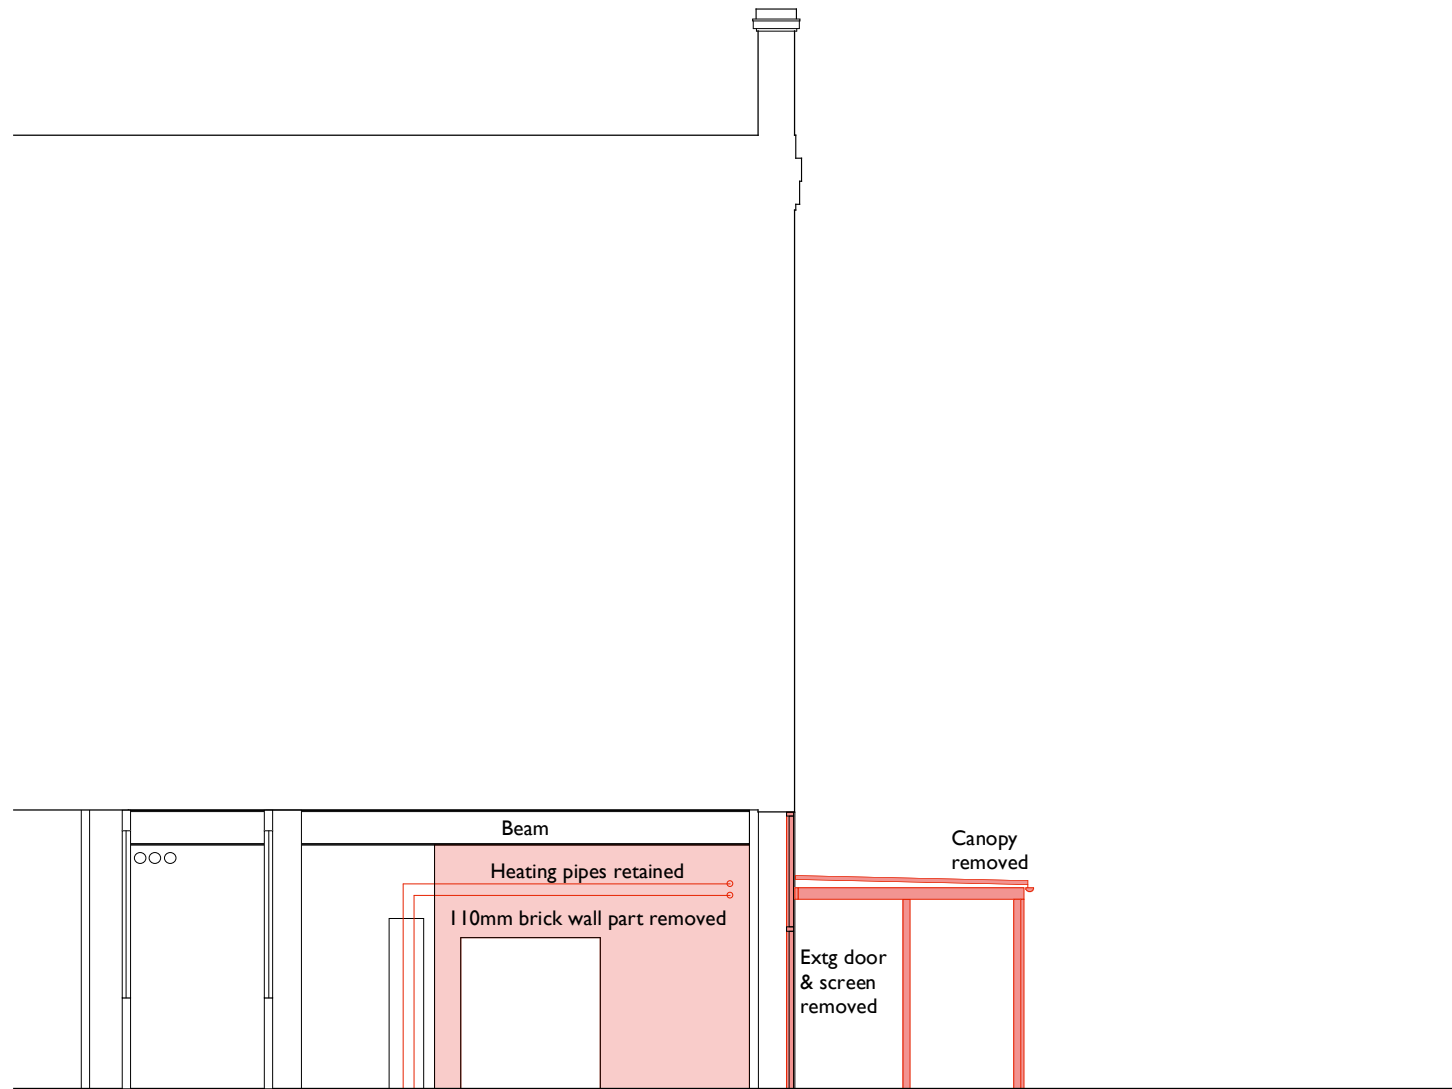 Beam
Heating pipes retained
110mm brick wall part removed
Canopy
removed
Extg door
& screen
removed